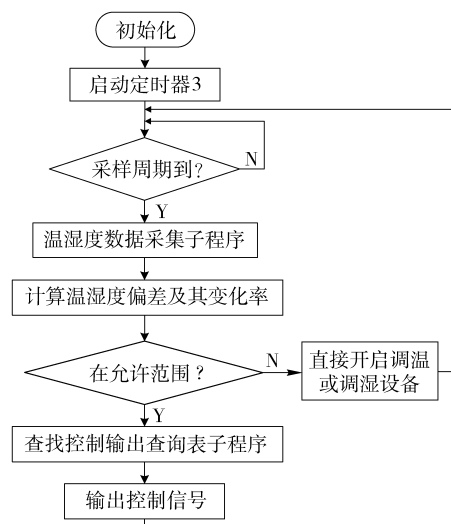 初始化
启动定时器3
采样周期到?
N
Y
温湿度数据采集子程序
计算温湿度偏差及其变化率
在允许范围?
N
直接开启调温
或调湿设备
Y
查找控制输出查询表子程序
输出控制信号